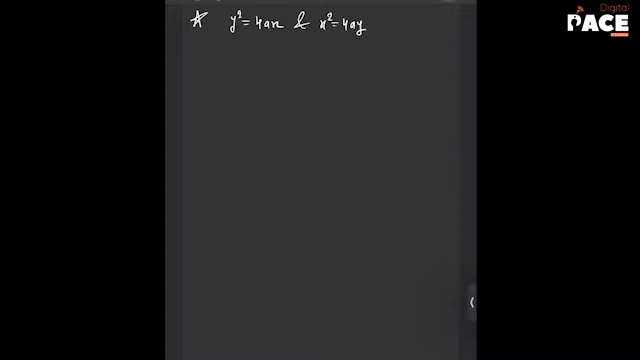 ☆ y² = 4ax & x² = 4ay
Digital
PACE